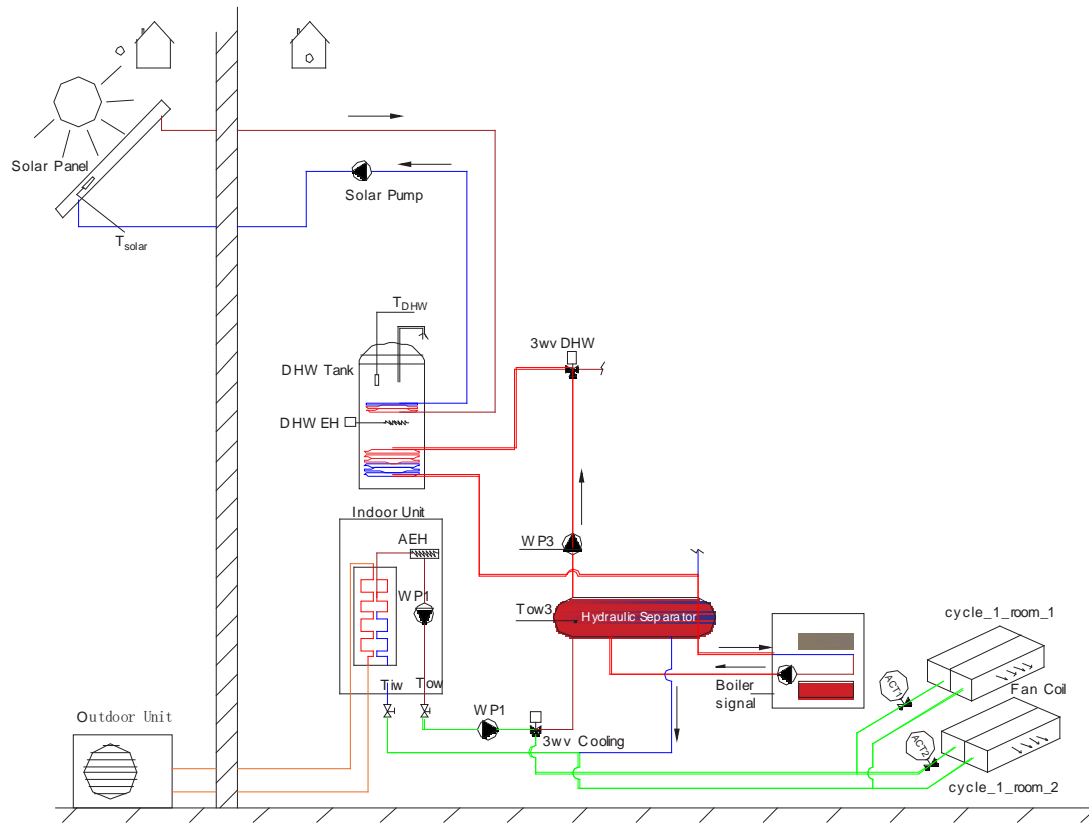 Solar Panel
Solar Pump
Tsolar
TDHW
3wv DHW
DHW Tank
DHW EH
Indoor Unit
AEH
WP3
WP1
Tow3
Hydraulic Separator
cycle_1_room_1
Tiw
Tow
Boiler
signal
ACT1
Fan Coil
Outdoor Unit
WP1
3wv Cooling
ACT2
cycle_1_room_2